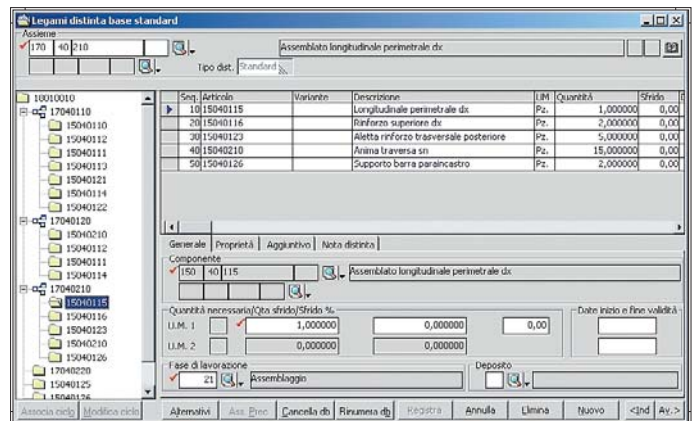 Legami distinta base standard
Assieme
170 40 210 Assemblato longitudinale perimetrale dx
Tipo dist. Standard
18010010
17040110
15040110
15040112
15040111
15040113
15040121
15040114
15040122
17040120
15040210
15040112
15040111
15040114
17040210
15040115
15040116
15040123
15040210
15040126
17040220
15040125
15040126
Seq. Articolo Variante Descrizione UM Quantità Sfrido
10 15040115 Longitudinale perimetrale dx Pz. 1,000000 0,00
20 15040116 Rinforzo superiore dx Pz. 2,000000 0,00
30 15040123 Aletta rinforzo trasversale posteriore Pz. 5,000000 0,00
40 15040210 Anima traversa sn Pz. 15,000000 0,00
50 15040126 Supporto barra paraincastro Pz. 2,000000 0,00
Generale Proprietà Aggiuntivo Nota distinta
Componente
150 40 115 Assemblato longitudinale perimetrale dx
Quantità necessaria/Qta sfrido/Sfrido % Date inizio e fine validità
U.M. 1 1,000000 0,000000 0,00
U.M. 2 0,000000 0,000000
Fase di lavorazione Deposito
21 Assemblaggio
Associa ciclo Modifica ciclo Alternativi Ass. Prec Cancella db Rinumera db Registra Annulla Elimina Nuovo <Ind Av.>